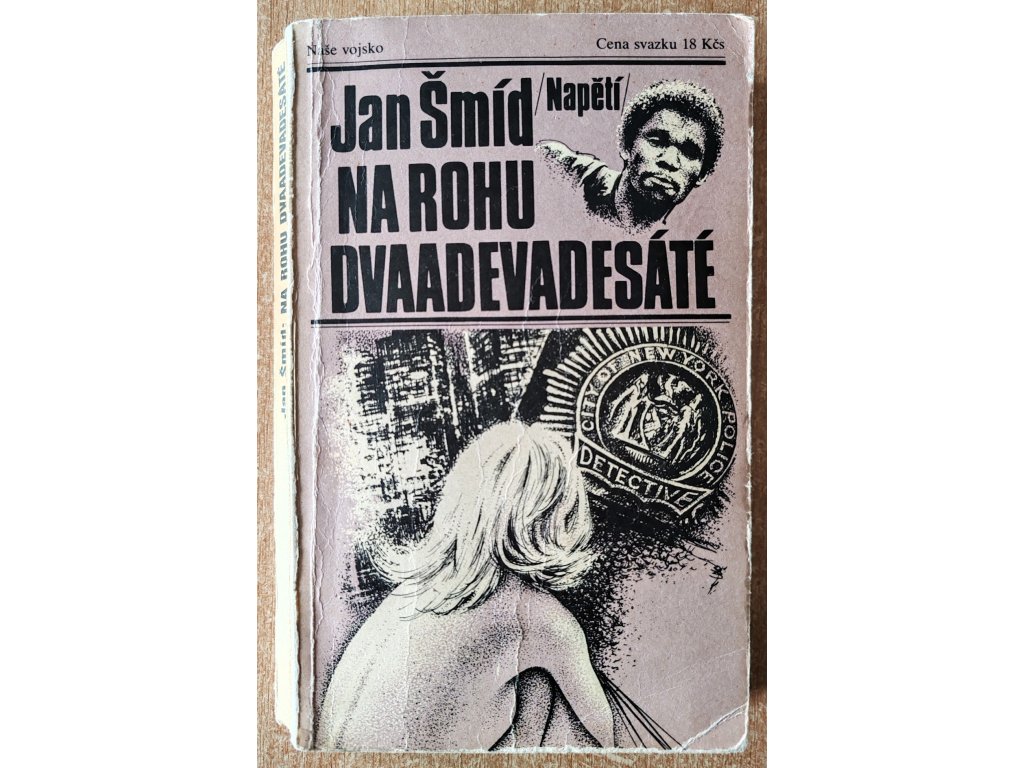 Naše vojsko
Cena svazku 18 Kčs
Jan Šmíd
/Napětí/
NA ROHU
DVAADEVADESÁTÉ
CITY OF NEW YORK POLICE
DETECTIVE
Jan Šmíd: NA ROHU DVAADEVADESÁTÉ